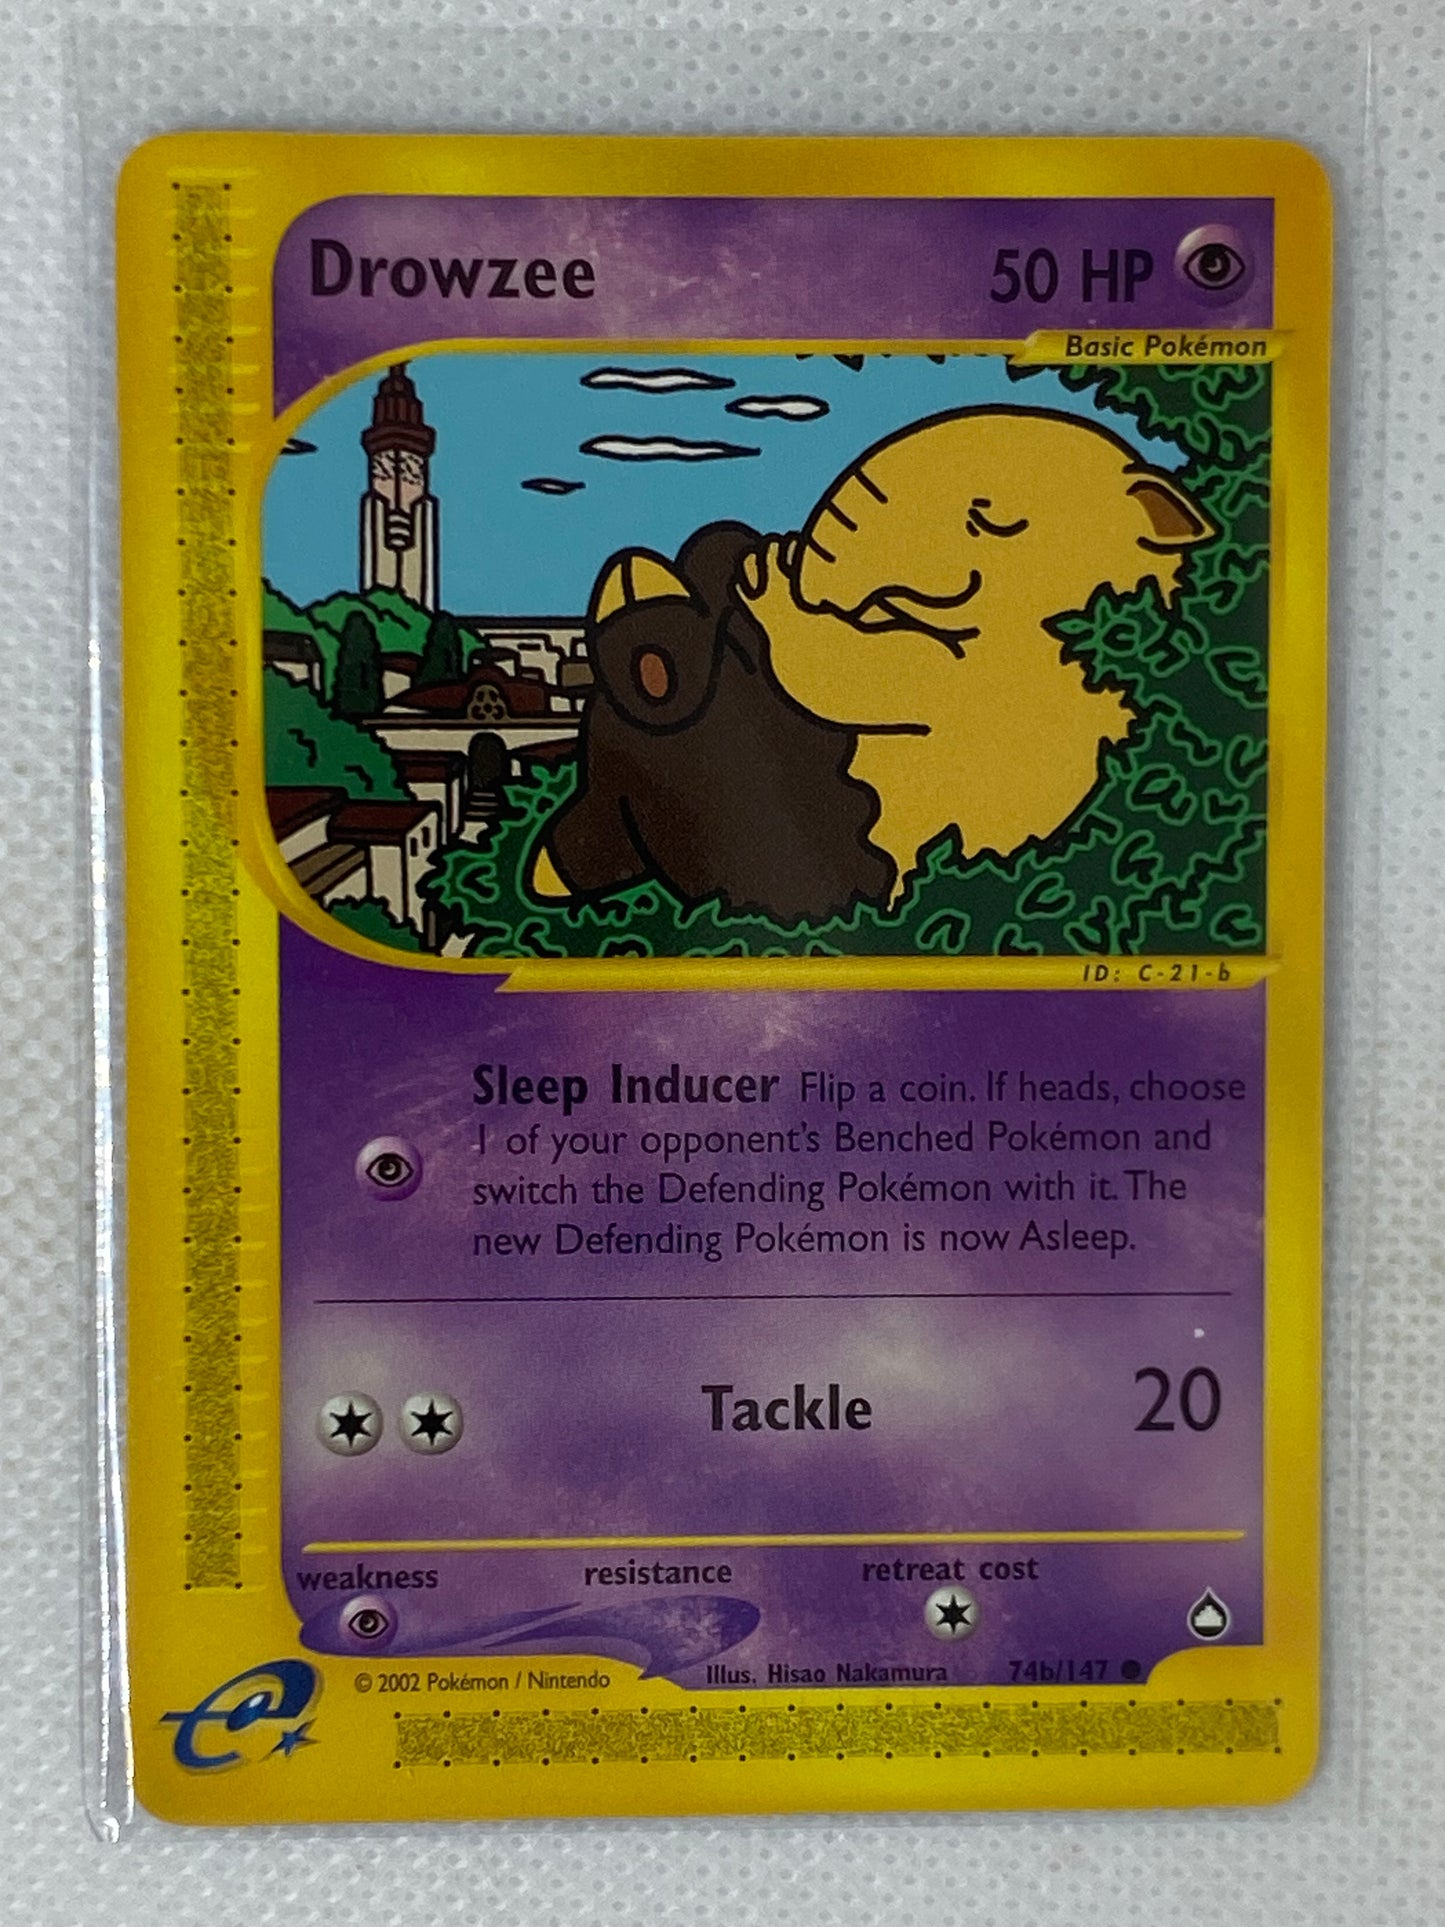 Drowzee 50 HP
Basic Pokémon
ID: C-21-b
Sleep Inducer Flip a coin. If heads, choose
1 of your opponent's Benched Pokémon and
switch the Defending Pokémon with it. The
new Defending Pokémon is now Asleep.
Tackle 20
weakness resistance retreat cost
© 2002 Pokémon / Nintendo Illus. Hisao Nakamura 74b/147